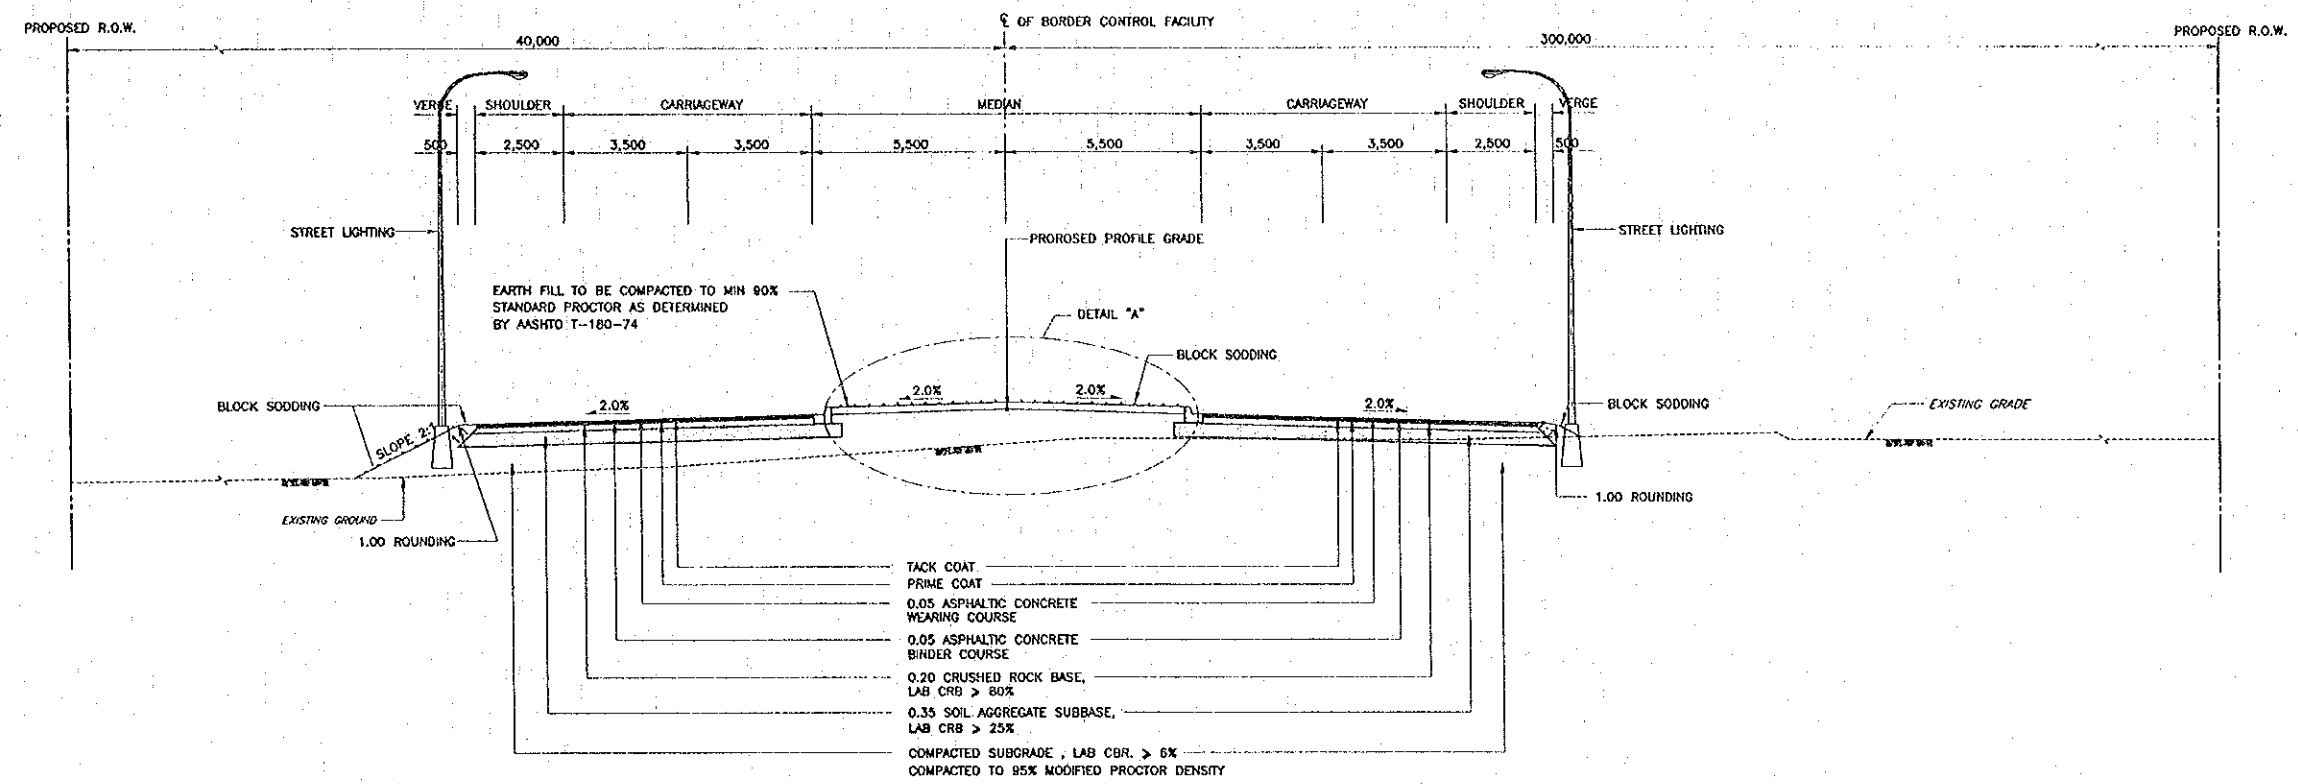 ℄ OF BORDER CONTROL FACILITY
PROPOSED R.O.W.
PROPOSED R.O.W.
40,000
300,000
VERGE
SHOULDER
CARRIAGEWAY
MEDIAN
CARRIAGEWAY
SHOULDER
VERGE
500
2,500
3,500
3,500
5,500
5,500
3,500
3,500
2,500
500
STREET LIGHTING
STREET LIGHTING
PROROSED PROFILE GRADE
EARTH FILL TO BE COMPACTED TO MIN 90%
STANDARD PROCTOR AS DETERMINED
BY AASHTO T-180-74
DETAIL "A"
BLOCK SODDING
2.0%
2.0%
BLOCK SODDING
2.0%
2.0%
BLOCK SODDING
EXISTING GRADE
SLOPE 2:1
EXISTING GROUND
1.00 ROUNDING
1.00 ROUNDING
TACK COAT
PRIME COAT
0.05 ASPHALTIC CONCRETE
WEARING COURSE
0.05 ASPHALTIC CONCRETE
BINDER COURSE
0.20 CRUSHED ROCK BASE,
LAB CRB > 80%
0.35 SOIL AGGREGATE SUBBASE,
LAB CRB > 25%
COMPACTED SUBGRADE , LAB CBR. > 6%
COMPACTED TO 95% MODIFIED PROCTOR DENSITY